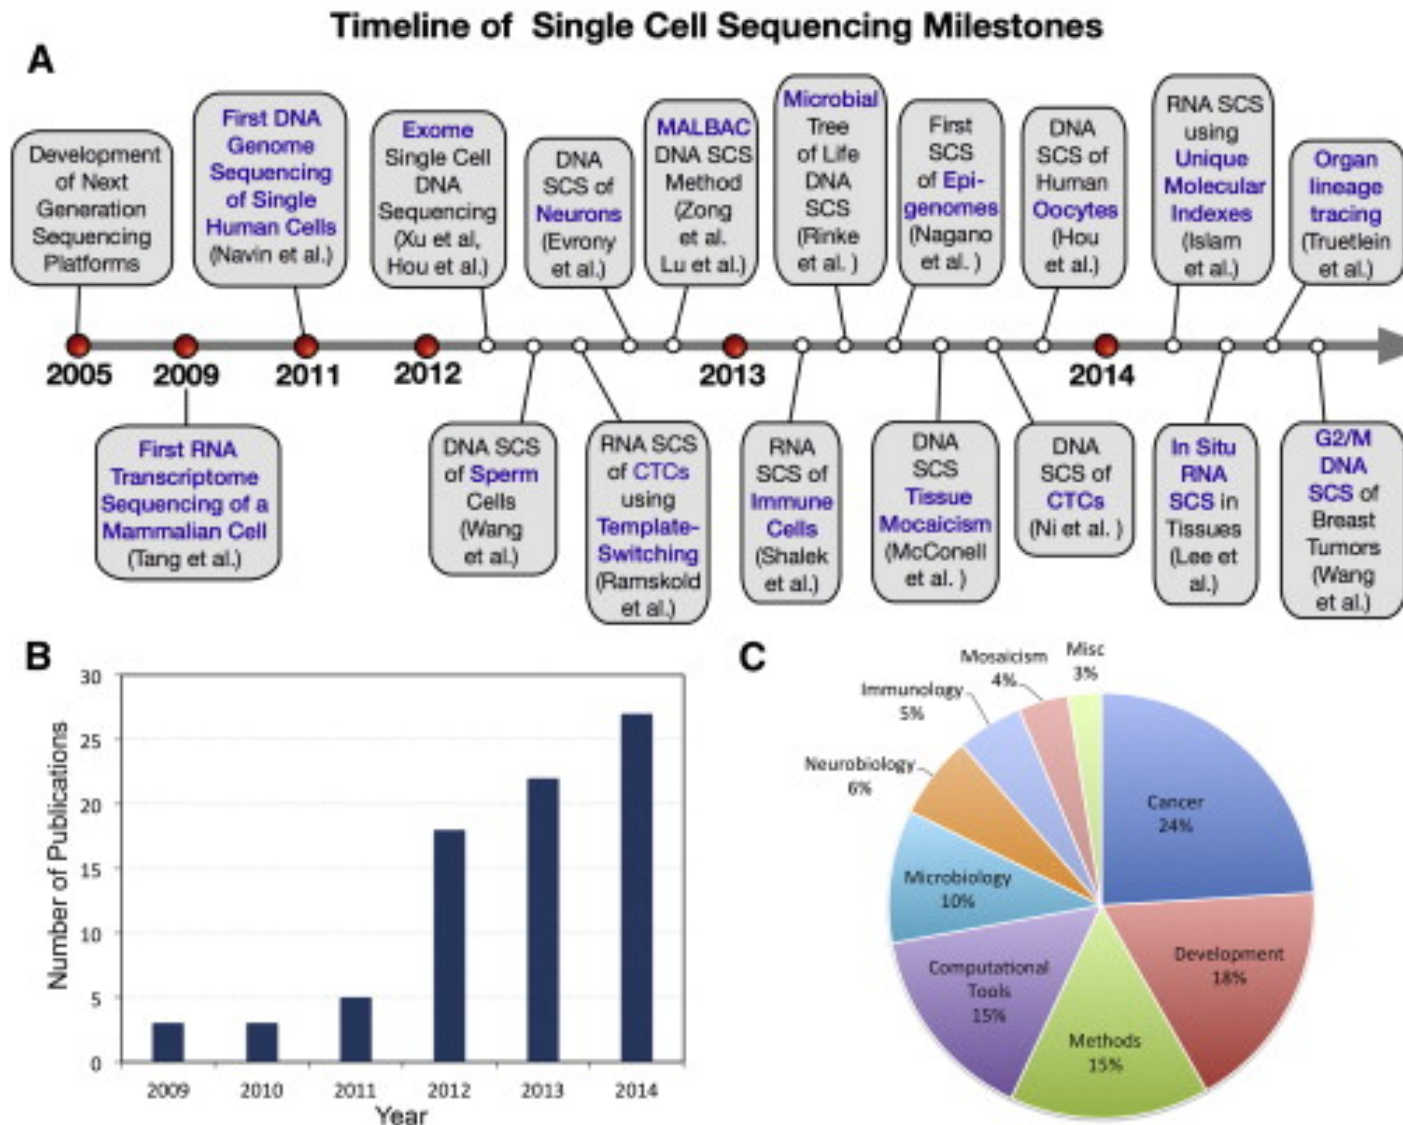 Timeline of Single Cell Sequencing Milestones
A
Development
of Next
Generation
Sequencing
Platforms
First DNA
Genome
Sequencing
of Single
Human Cells
(Navin et al.)
Exome
Single Cell
DNA
Sequencing
(Xu et al,
Hou et al.)
DNA
SCS of
Neurons
(Evrony
et al.)
MALBAC
DNA SCS
Method
(Zong
et al.
Lu et al.)
Microbial
Tree
of Life
DNA
SCS
(Rinke
et al. )
First
SCS
of Epi-
genomes
(Nagano
et al. )
DNA
SCS of
Human
Oocytes
(Hou
et al.)
RNA SCS
using
Unique
Molecular
Indexes
(Islam
et al.)
Organ
lineage
tracing
(Truetlein
et al.)
2005
2009
2011
2012
2013
2014
First RNA
Transcriptome
Sequencing of a
Mammalian Cell
(Tang et al.)
DNA SCS
of Sperm
Cells
(Wang
et al.)
RNA SCS
of CTCs
using
Template-
Switching
(Ramskold
et al.)
RNA
SCS of
Immune
Cells
(Shalek
et al.)
DNA
SCS
Tissue
Mocaicism
(McConell
et al. )
DNA
SCS of
CTCs
(Ni et al. )
In Situ
RNA
SCS in
Tissues
(Lee et
al.)
G2/M
DNA
SCS of
Breast
Tumors
(Wang
et al.)
B
Number of Publications
30
25
20
15
10
5
0
2009
2010
2011
2012
2013
2014
Year
C
Misc
3%
Mosaicism
4%
Immunology
5%
Neurobiology
6%
Microbiology
10%
Computational
Tools
15%
Methods
15%
Development
18%
Cancer
24%